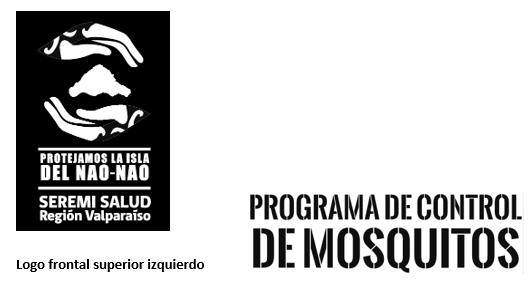 PROTEJAMOS LA ISLA
DEL NAO-NAO
SEREMI SALUD
Región Valparaíso
Logo frontal superior izquierdo
PROGRAMA DE CONTROL
DE MOSQUITOS